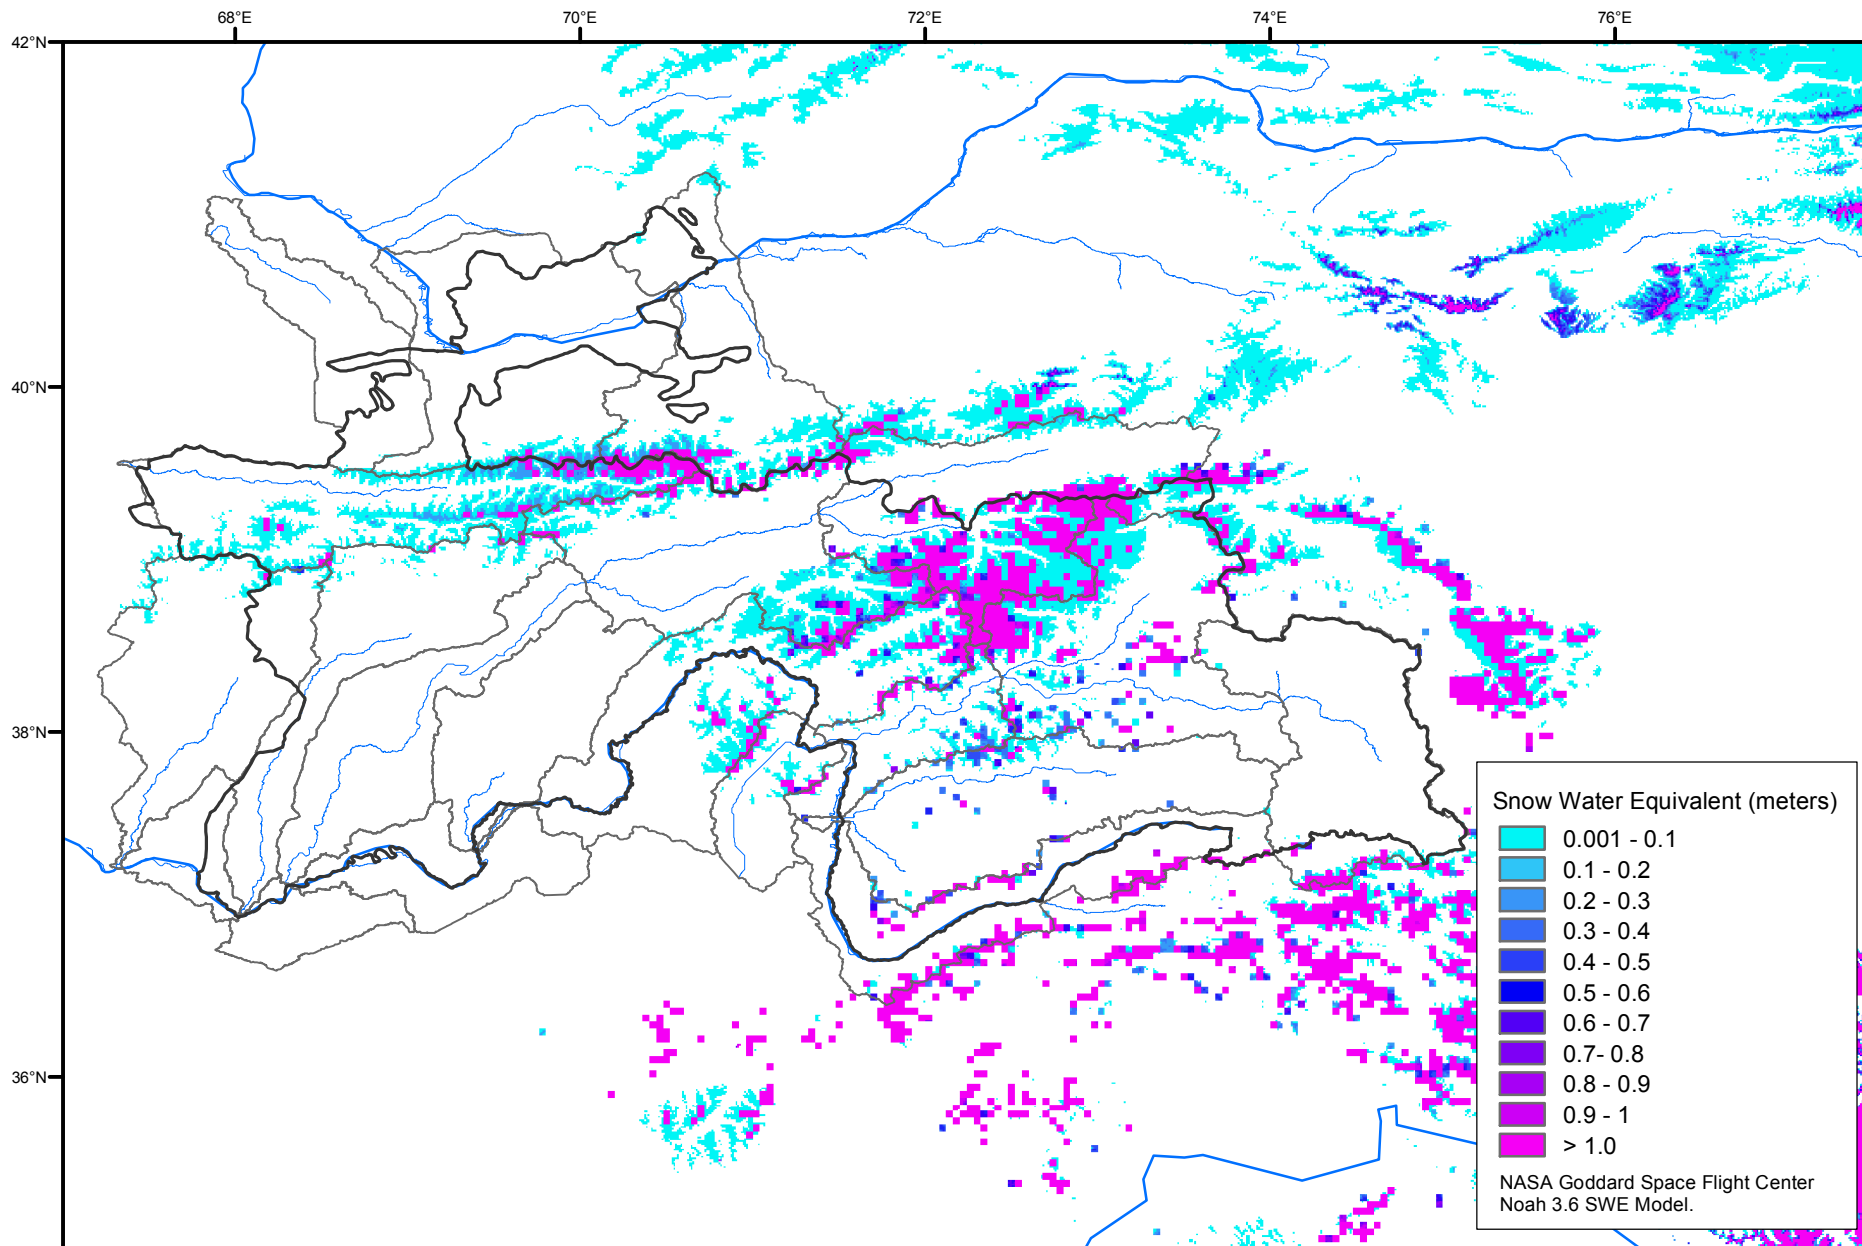 68°E 70°E 72°E 74°E 76°E
42°N
40°N
38°N
36°N
Snow Water Equivalent (meters)
0.001 - 0.1
0.1 - 0.2
0.2 - 0.3
0.3 - 0.4
0.4 - 0.5
0.5 - 0.6
0.6 - 0.7
0.7- 0.8
0.8 - 0.9
0.9 - 1
> 1.0
NASA Goddard Space Flight Center
Noah 3.6 SWE Model.